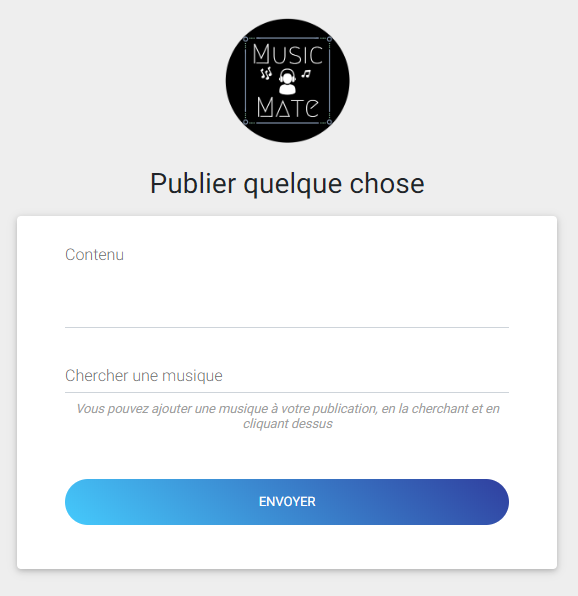 MUSIC
MATE
Publier quelque chose
Contenu
Chercher une musique
Vous pouvez ajouter une musique à votre publication, en la cherchant et en
cliquant dessus
ENVOYER